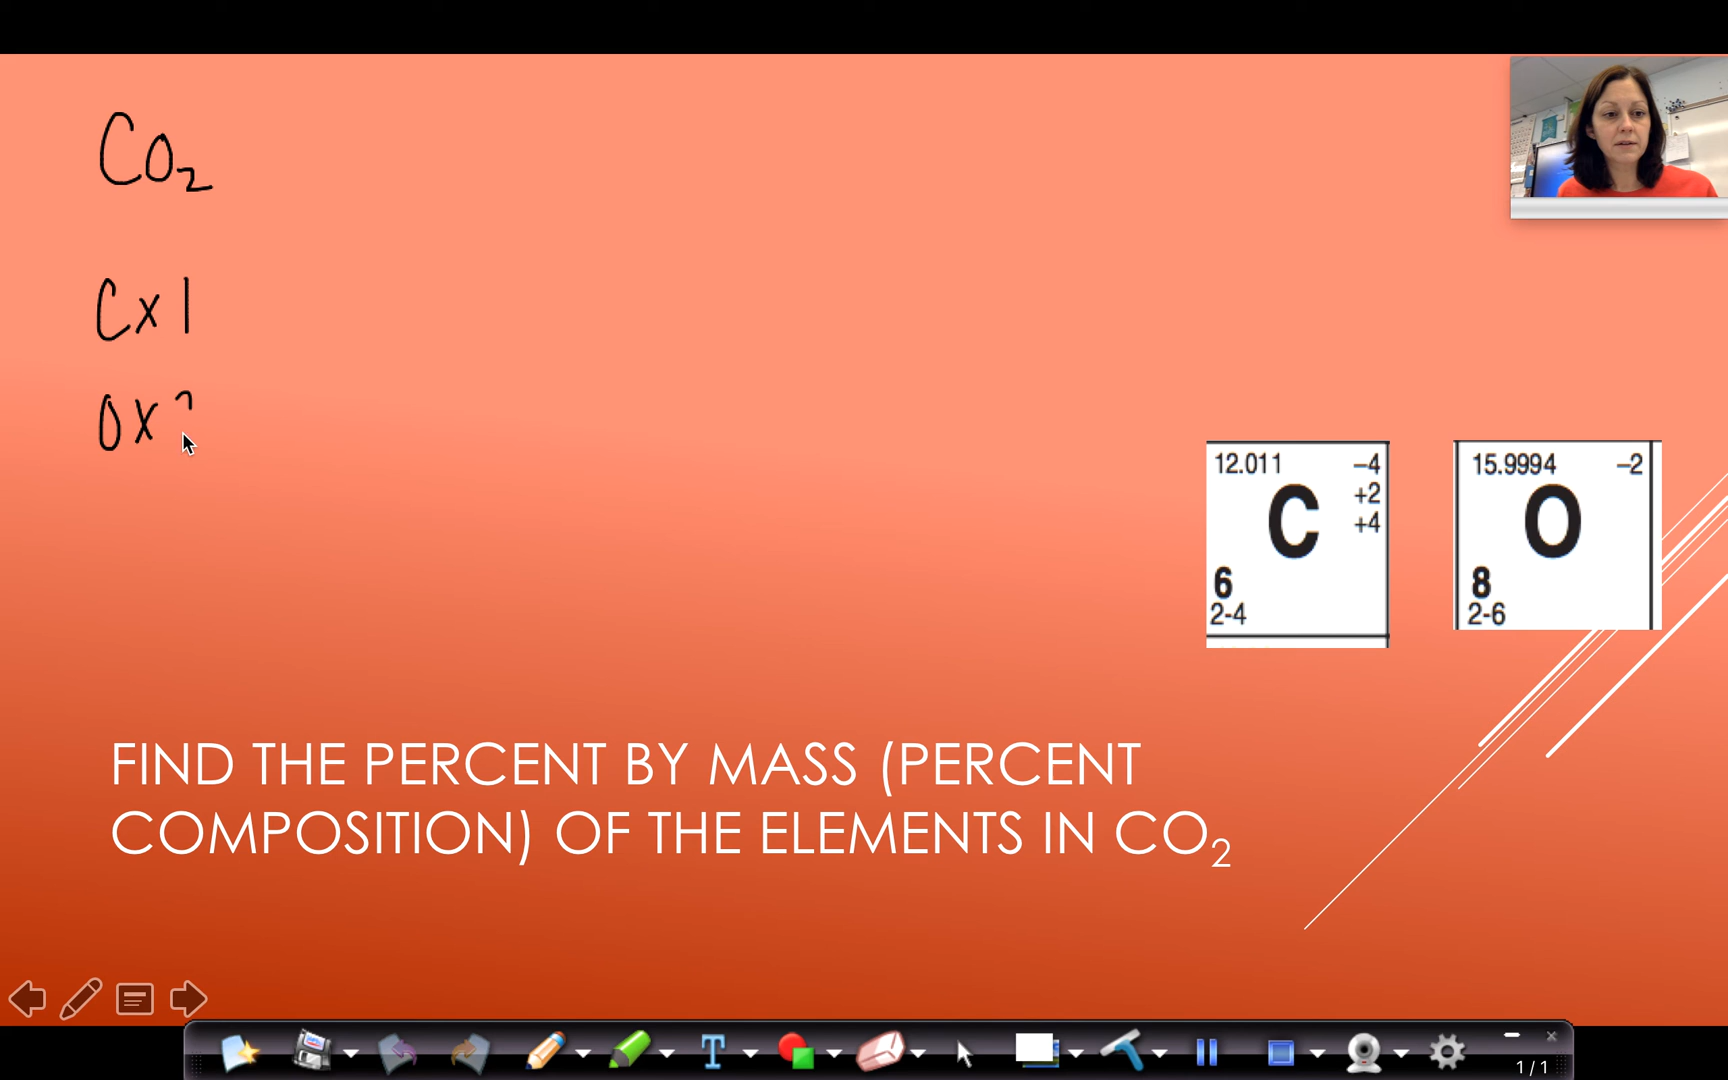 CO₂
C x 1
O x
12.011 –4
+2
C +4
6
2-4
15.9994 –2
O
8
2-6
FIND THE PERCENT BY MASS (PERCENT
COMPOSITION) OF THE ELEMENTS IN CO₂
T
1 / 1